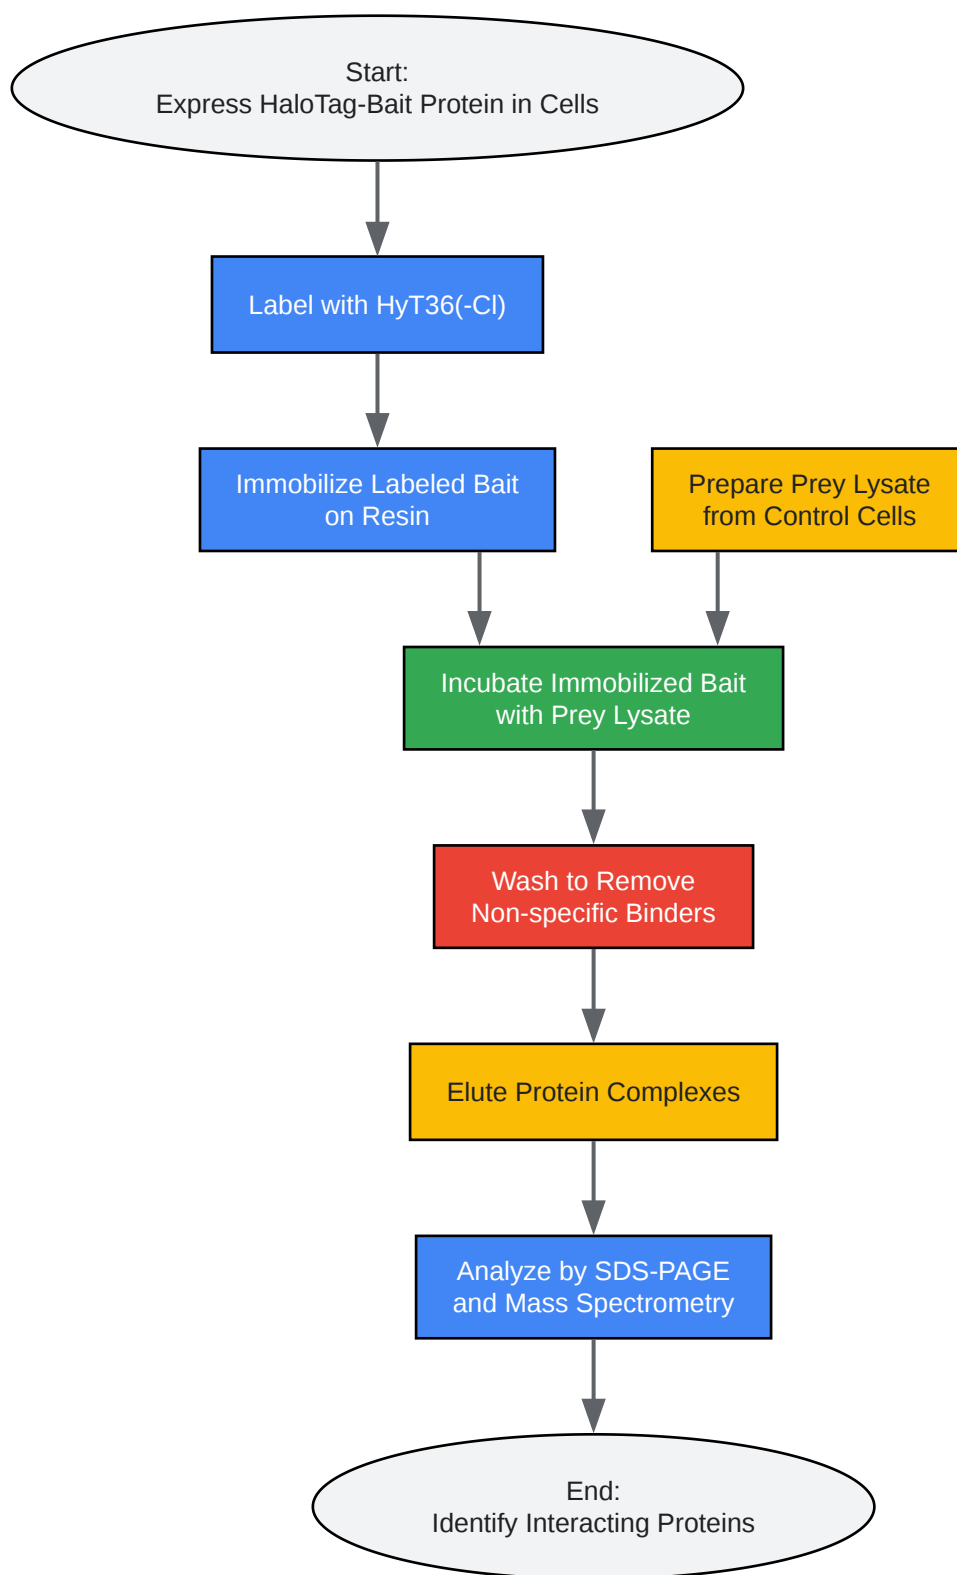 Start:
Express HaloTag-Bait Protein in Cells
Label with HyT36(-Cl)
Immobilize Labeled Bait
on Resin
Prepare Prey Lysate
from Control Cells
Incubate Immobilized Bait
with Prey Lysate
Wash to Remove
Non-specific Binders
Elute Protein Complexes
Analyze by SDS-PAGE
and Mass Spectrometry
End:
Identify Interacting Proteins